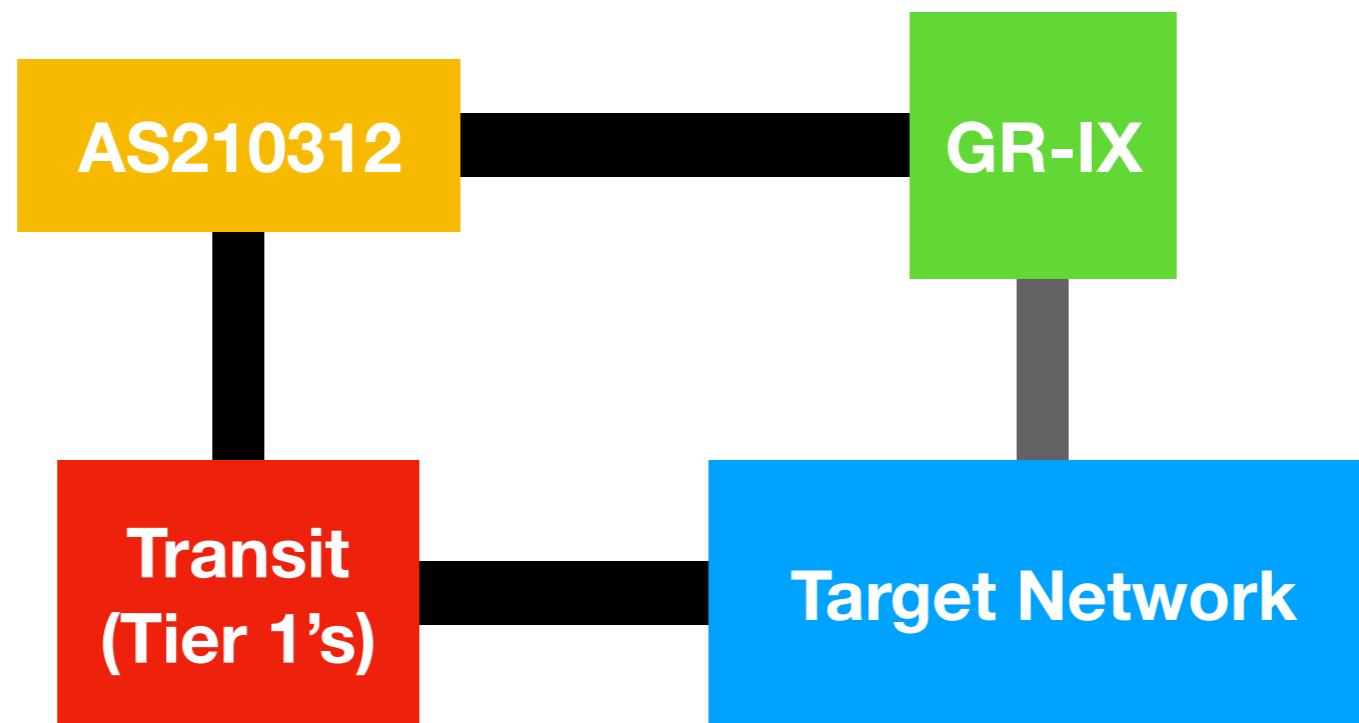 AS210312
GR-IX
Transit
(Tier 1’s)
Target Network